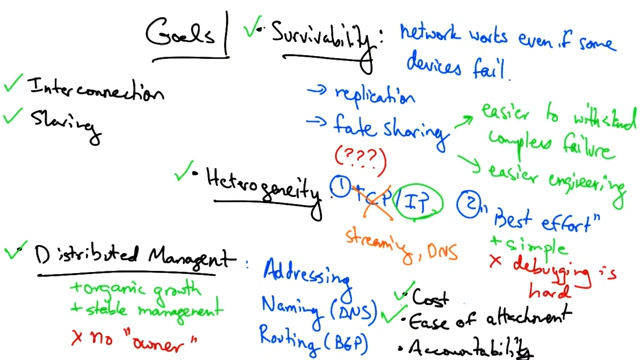 Goals
Survivability: network works even if some
devices fail.
→ replication
→ fate sharing
(???)
easier to withstand
complex failure
easier engineering
Interconnection
Sharing
Heterogeneity
1 TCP/IP
streaming, DNS
2 "Best effort"
+ simple
x debugging is
hard
Distributed Managent:
+ organic growth
+ stable management
x no "owner"
Addressing
Naming (DNS)
Routing (BGP)
• Cost
• Ease of attachment
• Accountability